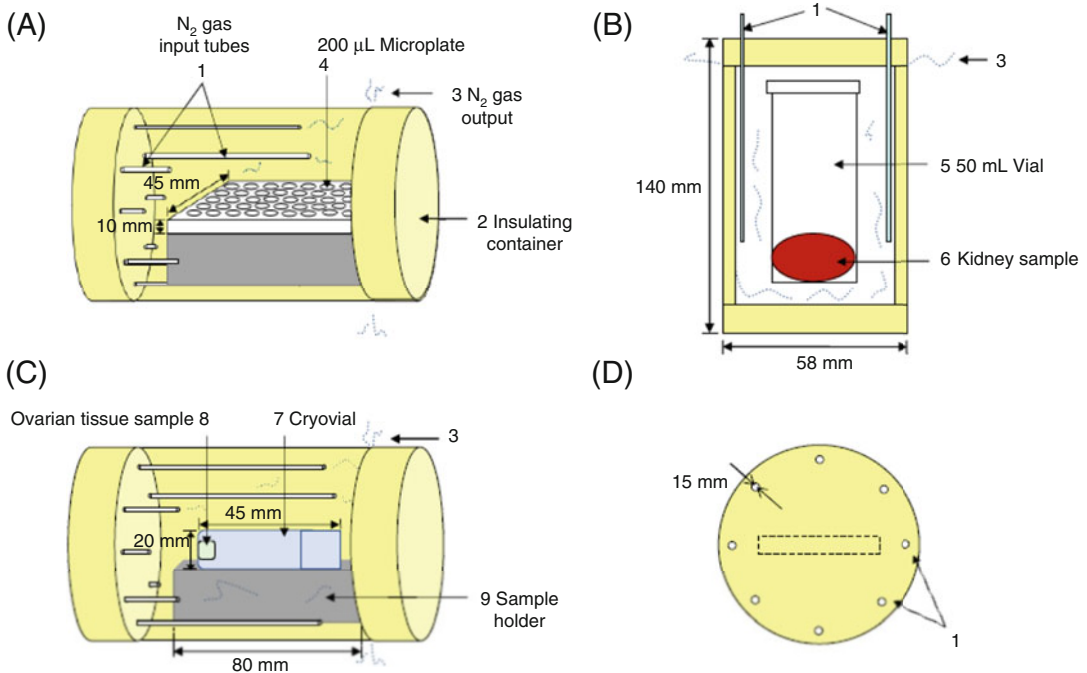 (A)
N₂ gas
input tubes
1
200 µL Microplate
4
3 N₂ gas
output
45 mm
10 mm
2 Insulating
container
(B)
1
3
140 mm
5 50 mL Vial
6 Kidney sample
58 mm
(C)
Ovarian tissue sample 8
7 Cryovial
3
45 mm
20 mm
9 Sample
holder
80 mm
(D)
15 mm
1